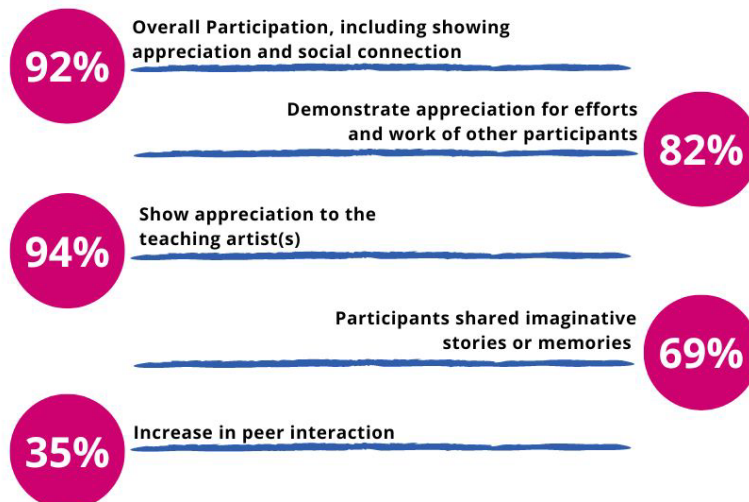 92%
Overall Participation, including showing
appreciation and social connection
Demonstrate appreciation for efforts
and work of other participants
82%
94%
Show appreciation to the
teaching artist(s)
Participants shared imaginative
stories or memories
69%
35%
Increase in peer interaction